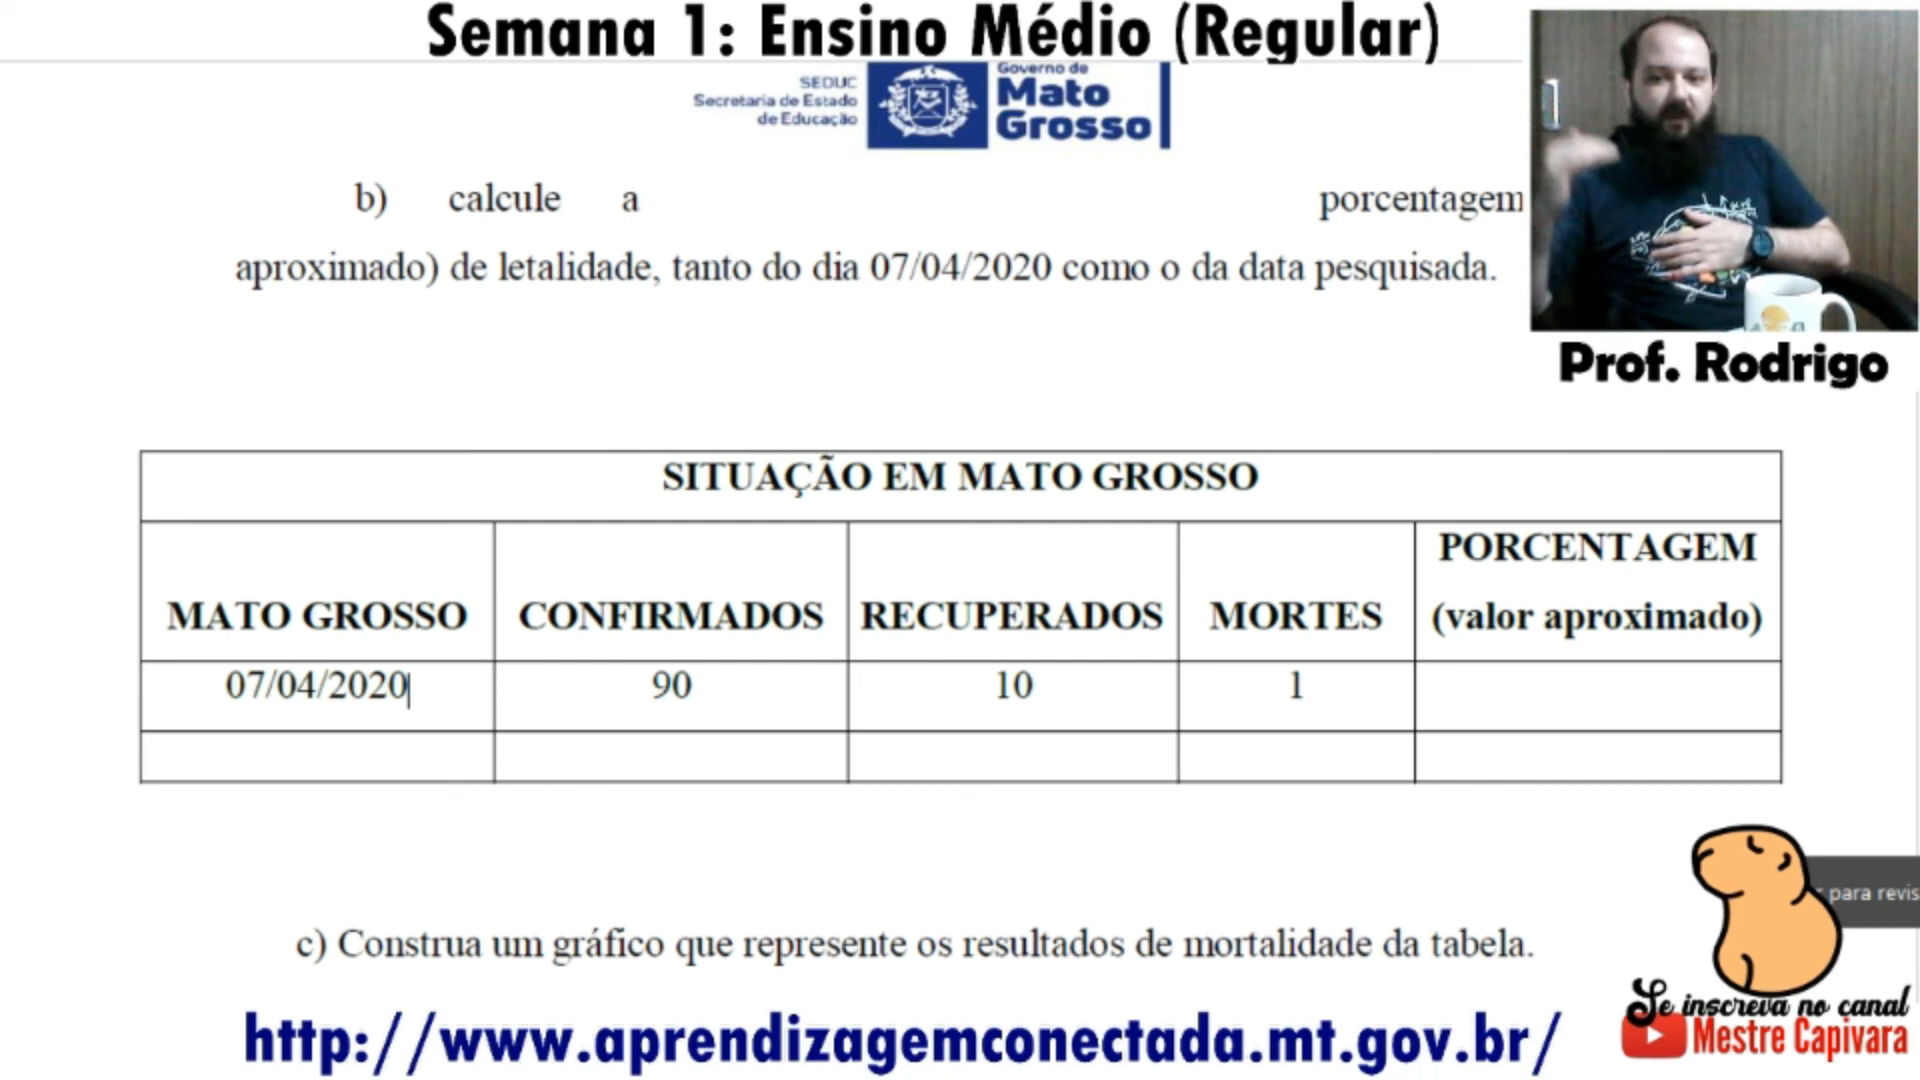 Semana 1: Ensino Médio (Regular)
SEDUC
Secretaria de Estado
de Educação
Governo de
Mato
Grosso
b) calcule a porcentagem
aproximado) de letalidade, tanto do dia 07/04/2020 como o da data pesquisada.
Prof. Rodrigo
SITUAÇÃO EM MATO GROSSO
MATO GROSSO CONFIRMADOS RECUPERADOS MORTES PORCENTAGEM
(valor aproximado)
07/04/2020 90 10 1
para revis
c) Construa um gráfico que represente os resultados de mortalidade da tabela.
Se inscreva no canal
Mestre Capivara
http://www.aprendizagemconectada.mt.gov.br/